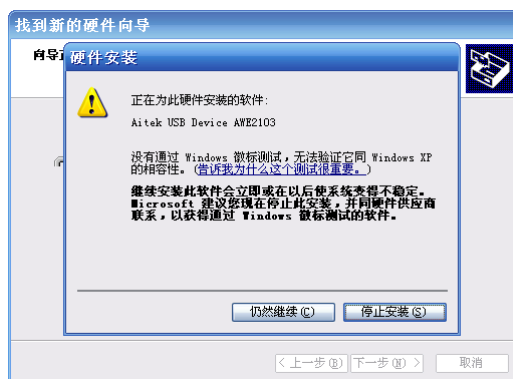 找到新的硬件向导
硬件安装
正在为此硬件安装的软件:
Aitek USB Device AWE2103
没有通过 Windows 徽标测试，无法验证它同 Windows XP
的相容性。(告诉我为什么这个测试很重要。)
继续安装此软件会立即或在以后使系统变得不稳定。
Microsoft 建议您现在停止此安装，并同硬件供应商
联系，以获得通过 Windows 徽标测试的软件。
仍然继续(C)
停止安装(S)
< 上一步(B)
下一步(N) >
取消